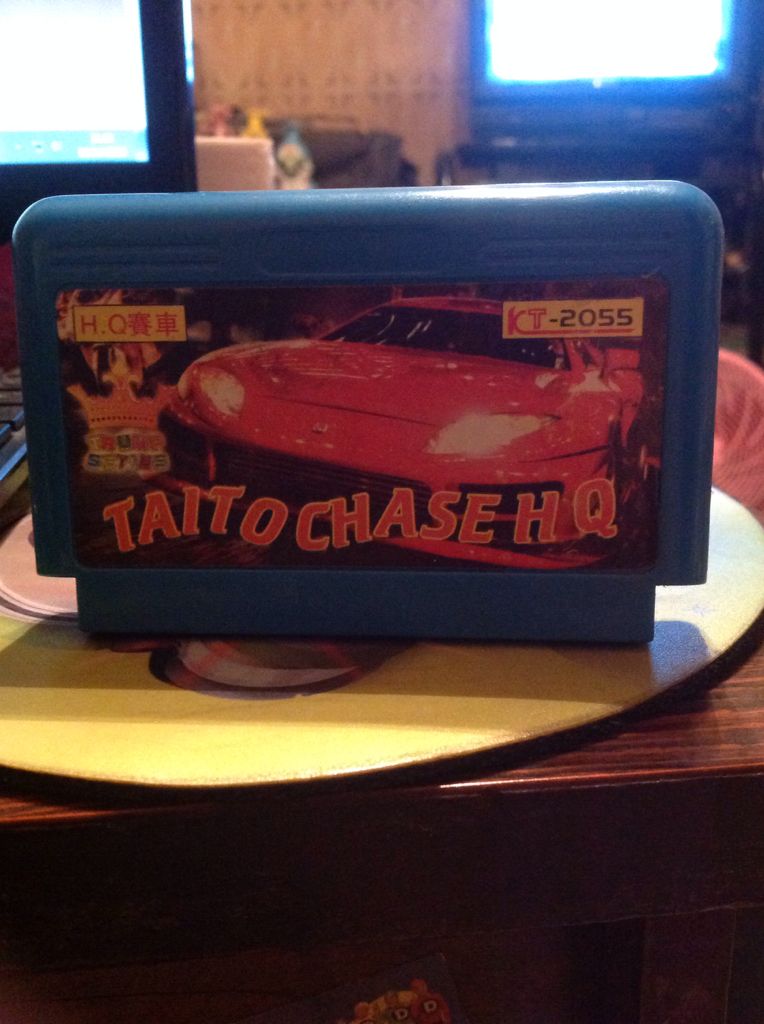 H.Q賽車
KT-2055
TAITO CHASE H Q